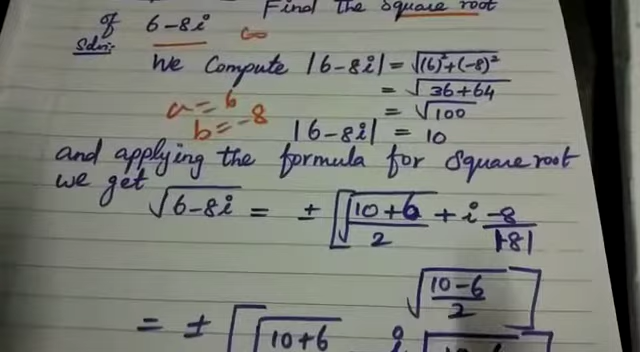 Find the square root
of 6-8i
Soln:-
We Compute |6-8i| = √(6)²+(-8)²
= √36+64
a = 6
= √100
b = -8
|6-8i| = 10
and applying the formula for square root
we get
√6-8i = ± [√10+6/2 + i -8/|-8|
√10-6/2 ]
= ± [√10+6 i